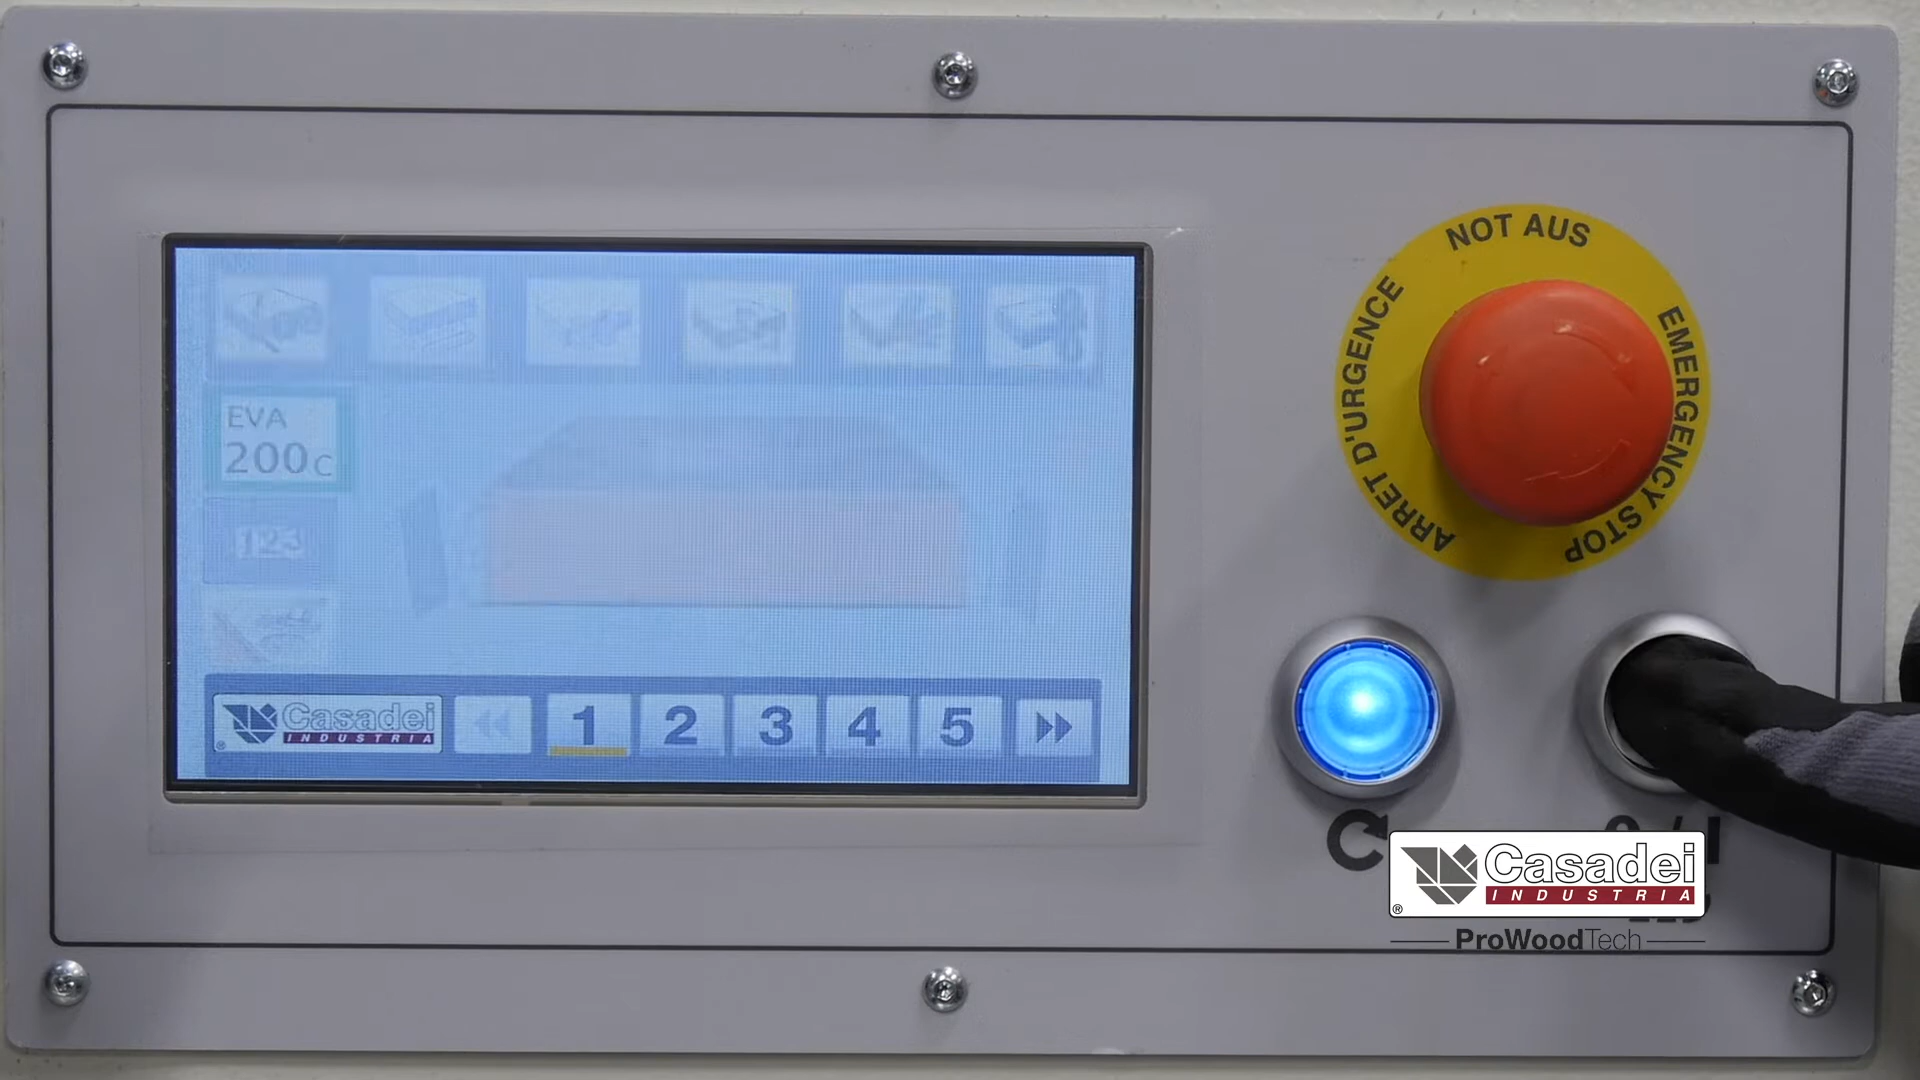 NOT AUS
EMERGENCY STOP
ARRET D'URGENCE
EVA
200C
123
Casadei
INDUSTRIA
®
1 2 3 4 5
Casadei
INDUSTRIA
®
ProWoodTech